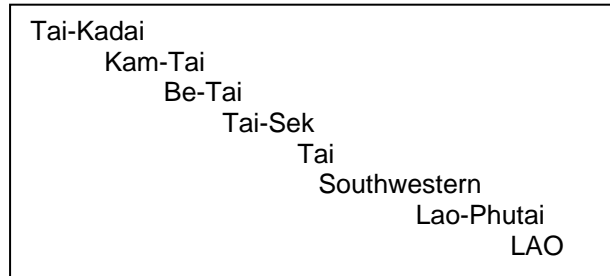 Tai-Kadai
Kam-Tai
Be-Tai
Tai-Sek
Tai
Southwestern
Lao-Phutai
LAO